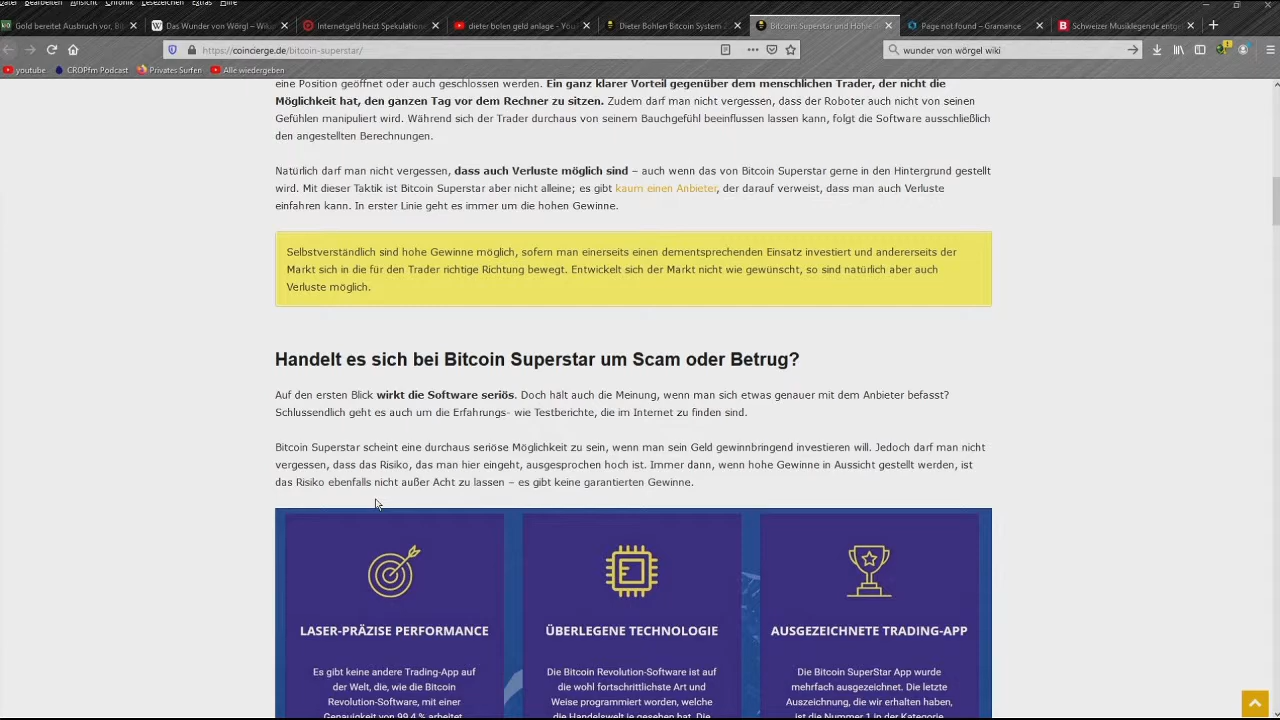 Bearbeiten Ansicht Chronik Lesezeichen Extras Hilfe
Gold bereitet Ausbruch vor. B
Das Wunder von Wörgl – Wiki
Internetgeld heizt Spekulation
dieter bolen geld anlage - You
Dieter Bohlen Bitcoin System
Bitcoin Superstar und Höhle
Page not found – Gramance
Schweizer Musiklegende entho
https://coincierge.de/bitcoin-superstar/
wunder von wörgel wiki
youtube
CROPfm Podcast
Privates Surfen
Alle wiedergeben
eine Position geöffnet oder auch geschlossen werden. Ein ganz klarer Vorteil gegenüber dem menschlichen Trader, der nicht die
Möglichkeit hat, den ganzen Tag vor dem Rechner zu sitzen. Zudem darf man nicht vergessen, dass der Roboter auch nicht von seinen
Gefühlen manipuliert wird. Während sich der Trader durchaus von seinem Bauchgefühl beeinflussen lassen kann, folgt die Software ausschließlich
den angestellten Berechnungen.
Natürlich darf man nicht vergessen, dass auch Verluste möglich sind – auch wenn das von Bitcoin Superstar gerne in den Hintergrund gestellt
wird. Mit dieser Taktik ist Bitcoin Superstar aber nicht alleine; es gibt kaum einen Anbieter, der darauf verweist, dass man auch Verluste
einfahren kann. In erster Linie geht es immer um die hohen Gewinne.
Selbstverständlich sind hohe Gewinne möglich, sofern man einerseits einen dementsprechenden Einsatz investiert und andererseits der
Markt sich in die für den Trader richtige Richtung bewegt. Entwickelt sich der Markt nicht wie gewünscht, so sind natürlich aber auch
Verluste möglich.
Handelt es sich bei Bitcoin Superstar um Scam oder Betrug?
Auf den ersten Blick wirkt die Software seriös. Doch hält auch die Meinung, wenn man sich etwas genauer mit dem Anbieter befasst?
Schlussendlich geht es auch um die Erfahrungs- wie Testberichte, die im Internet zu finden sind.
Bitcoin Superstar scheint eine durchaus seriöse Möglichkeit zu sein, wenn man sein Geld gewinnbringend investieren will. Jedoch darf man nicht
vergessen, dass das Risiko, das man hier eingeht, ausgesprochen hoch ist. Immer dann, wenn hohe Gewinne in Aussicht gestellt werden, ist
das Risiko ebenfalls nicht außer Acht zu lassen – es gibt keine garantierten Gewinne.
LASER-PRÄZISE PERFORMANCE
Es gibt keine andere Trading-App auf
der Welt, die, wie die Bitcoin
Revolution-Software, mit einer
Genauigkeit von 99,4 % arbeitet.
ÜBERLEGENE TECHNOLOGIE
Die Bitcoin Revolution-Software ist auf
die wohl fortschrittlichste Art und
Weise programmiert worden, welche
die Handelswelt je gesehen hat. Die
AUSGEZEICHNETE TRADING-APP
Die Bitcoin SuperStar App wurde
mehrfach ausgezeichnet. Die letzte
Auszeichnung, die wir erhalten haben,
ist die Nummer 1 in der Kategorie